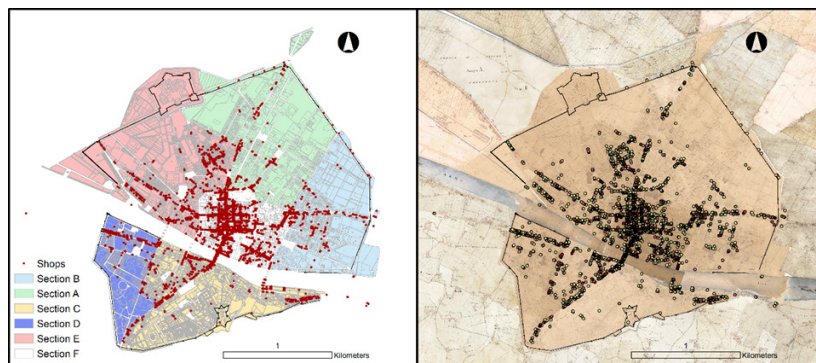 Shops
Section B
Section A
Section C
Section D
Section E
Section F
1
Kilometers
1
Kilometers